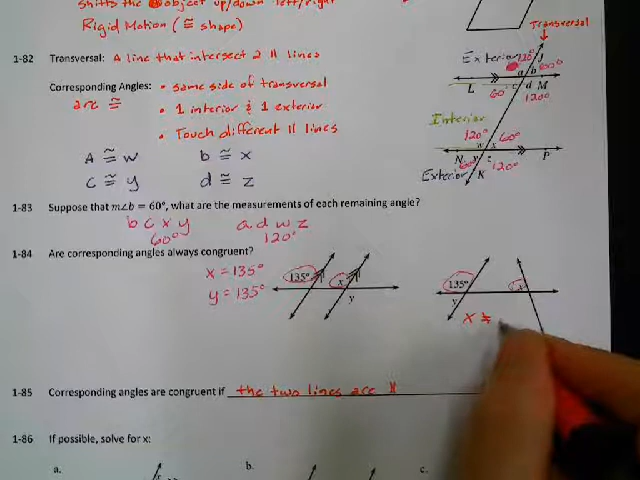 shifts the object up/down left/right
Rigid Motion (≅ shape)
Transversal
1-82 Transversal: A line that intersect 2 || lines
Corresponding Angles: • same side of transversal
are ≅
• 1 interior & 1 exterior
• Touch different || lines
A ≅ w b ≅ x
c ≅ y d ≅ z
Exterior 120° J
a b 60°
L 60 c d M
120°
Interior
120° 60°
w x
N 60° y z 120° P
Exterior K
1-83 Suppose that m∠b = 60°, what are the measurements of each remaining angle?
b c x y a d w z
60° 120°
1-84 Are corresponding angles always congruent?
x = 135°
y = 135°
135° x
y
135° x
y
x ≠
1-85 Corresponding angles are congruent if the two lines are ||
1-86 If possible, solve for x:
a. b. c.